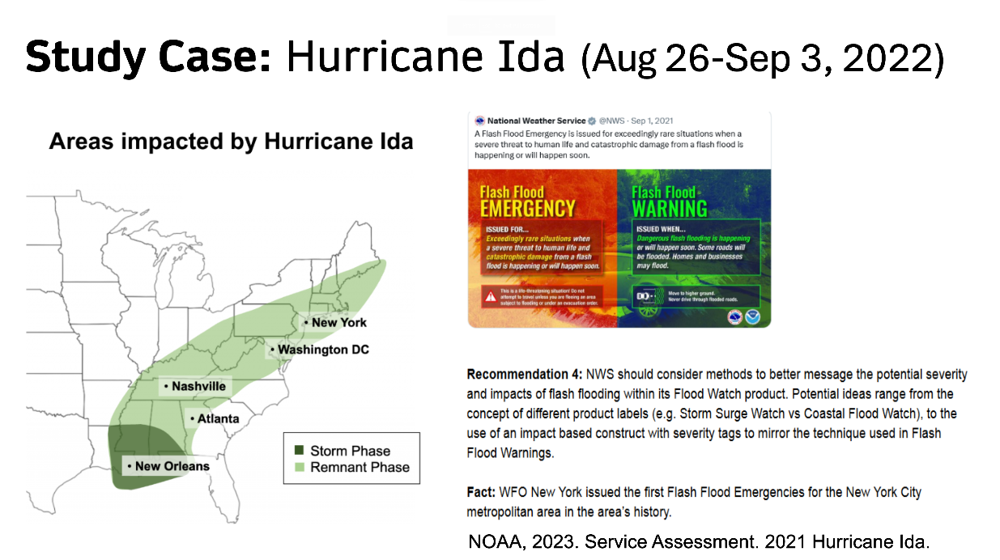 Study Case: Hurricane Ida (Aug 26-Sep 3, 2022)
Areas impacted by Hurricane Ida
• New York
• Washington DC
• Nashville
• Atlanta
• New Orleans
Storm Phase
Remnant Phase
National Weather Service @NWS · Sep 1, 2021
A Flash Flood Emergency is issued for exceedingly rare situations when a
severe threat to human life and catastrophic damage from a flash flood is
happening or will happen soon.
Flash Flood
EMERGENCY
ISSUED FOR...
Exceedingly rare situations when
a severe threat to human life and
catastrophic damage from a flash
flood is happening or will happen soon.
This is a life-threatening situation! Do not
attempt to travel unless you are fleeing an area
subject to flooding or under an evacuation order.
Flash Flood
WARNING
ISSUED WHEN...
Dangerous flash flooding is happening
or will happen soon. Some roads will
be flooded. Homes and businesses
may flood.
Move to higher ground.
Never drive through flooded roads.
Recommendation 4: NWS should consider methods to better message the potential severity
and impacts of flash flooding within its Flood Watch product. Potential ideas range from the
concept of different product labels (e.g. Storm Surge Watch vs Coastal Flood Watch), to the
use of an impact based construct with severity tags to mirror the technique used in Flash
Flood Warnings.
Fact: WFO New York issued the first Flash Flood Emergencies for the New York City
metropolitan area in the area's history.
NOAA, 2023. Service Assessment. 2021 Hurricane Ida.